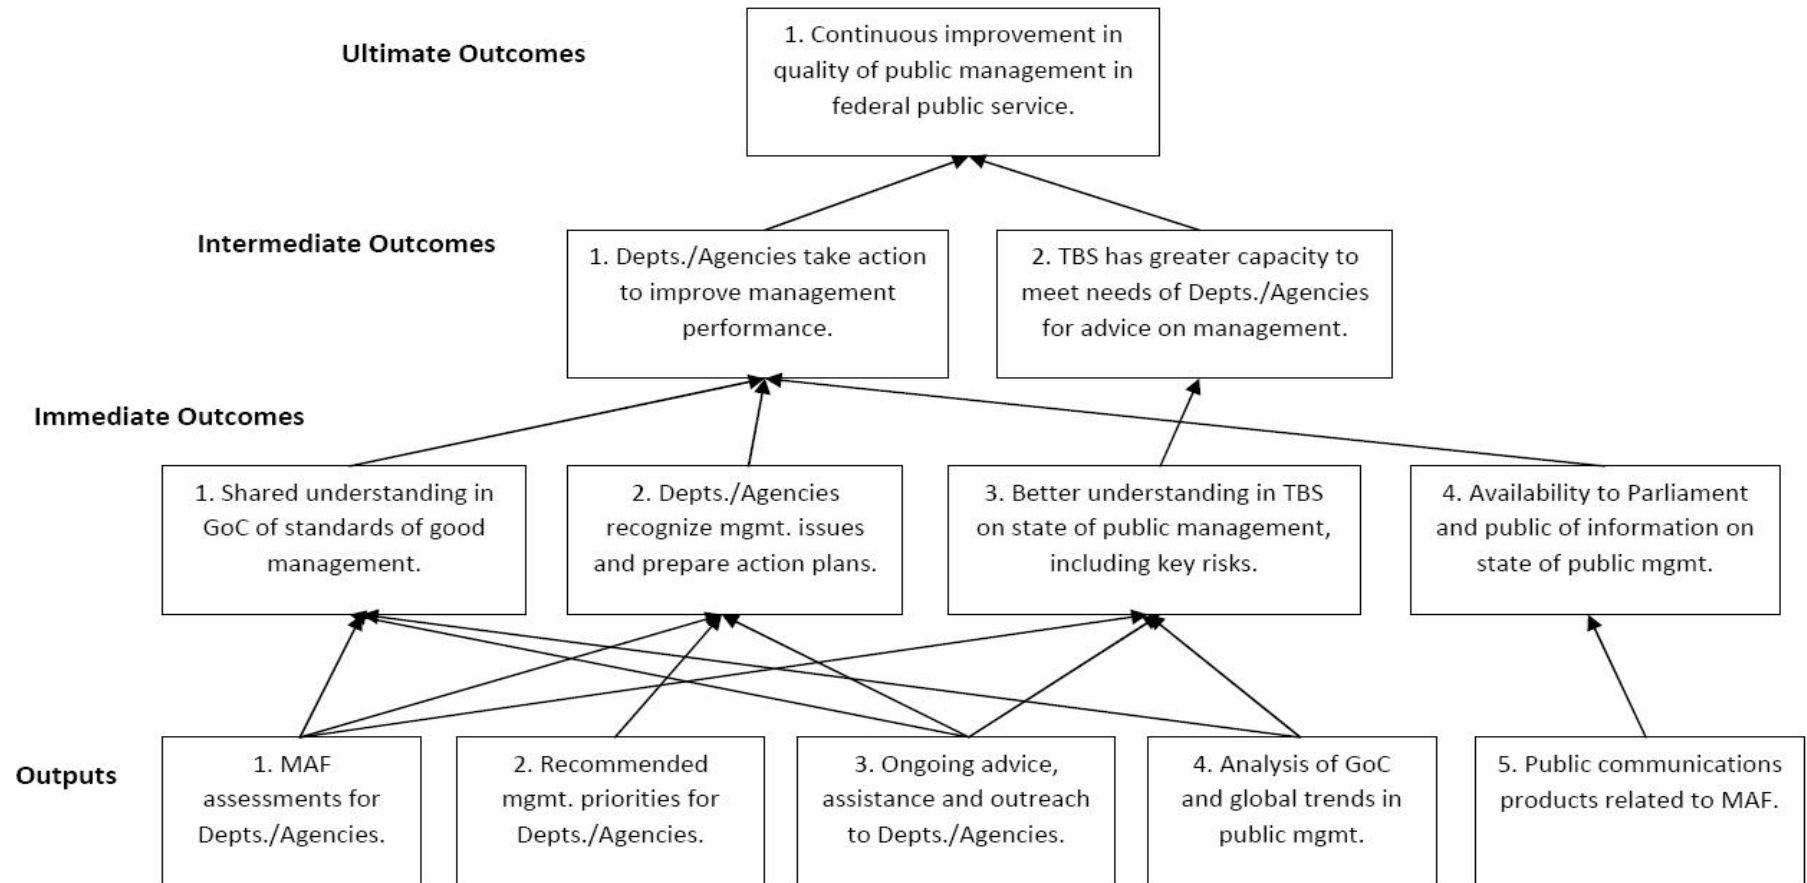 Ultimate Outcomes
1. Continuous improvement in
quality of public management in
federal public service.
Intermediate Outcomes
1. Depts./Agencies take action
to improve management
performance.
2. TBS has greater capacity to
meet needs of Depts./Agencies
for advice on management.
Immediate Outcomes
1. Shared understanding in
GoC of standards of good
management.
2. Depts./Agencies
recognize mgmt. issues
and prepare action plans.
3. Better understanding in TBS
on state of public management,
including key risks.
4. Availability to Parliament
and public of information on
state of public mgmt.
Outputs
1. MAF
assessments for
Depts./Agencies.
2. Recommended
mgmt. priorities for
Depts./Agencies.
3. Ongoing advice,
assistance and outreach
to Depts./Agencies.
4. Analysis of GoC
and global trends in
public mgmt.
5. Public communications
products related to MAF.